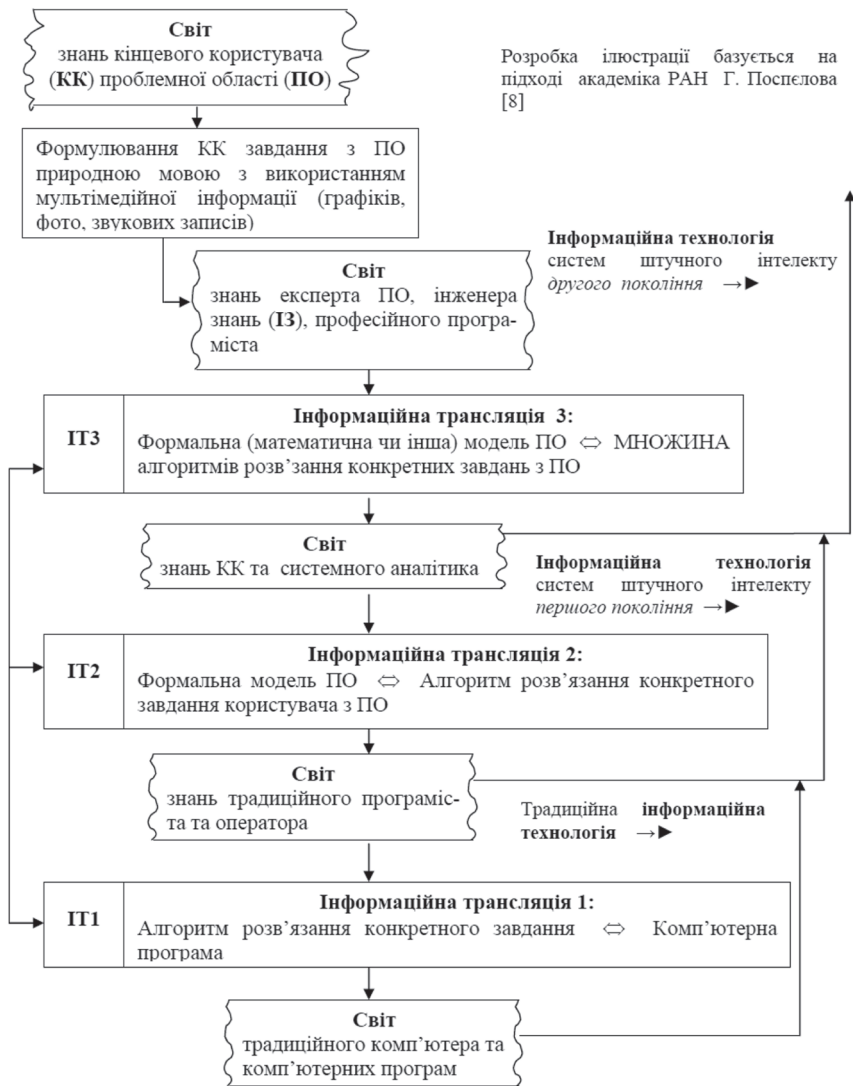 Світ
знань кінцевого користувача
(КК) проблемної області (ПО)
Розробка ілюстрації базується на
підході академіка РАН Г. Поспєлова
[8]
Формулювання КК завдання з ПО
природною мовою з використанням
мультимедійної інформації (графіків,
фото, звукових записів)
Інформаційна технологія
систем штучного інтелекту
другого покоління →►
Світ
знань експерта ПО, інженера
знань (ІЗ), професійного програ-
міста
ІТ3
Інформаційна трансляція 3:
Формальна (математична чи інша) модель ПО ⇔ МНОЖИНА
алгоритмів розв’язання конкретних завдань з ПО
Світ
знань КК та системного аналітика
Інформаційна технологія
систем штучного інтелекту
першого покоління →►
ІТ2
Інформаційна трансляція 2:
Формальна модель ПО ⇔ Алгоритм розв’язання конкретного
завдання користувача з ПО
Світ
знань традиційного програміс-
та та оператора
Традиційна інформаційна
технологія →►
ІТ1
Інформаційна трансляція 1:
Алгоритм розв’язання конкретного завдання ⇔ Комп’ютерна
програма
Світ
традиційного комп’ютера та
комп’ютерних програм